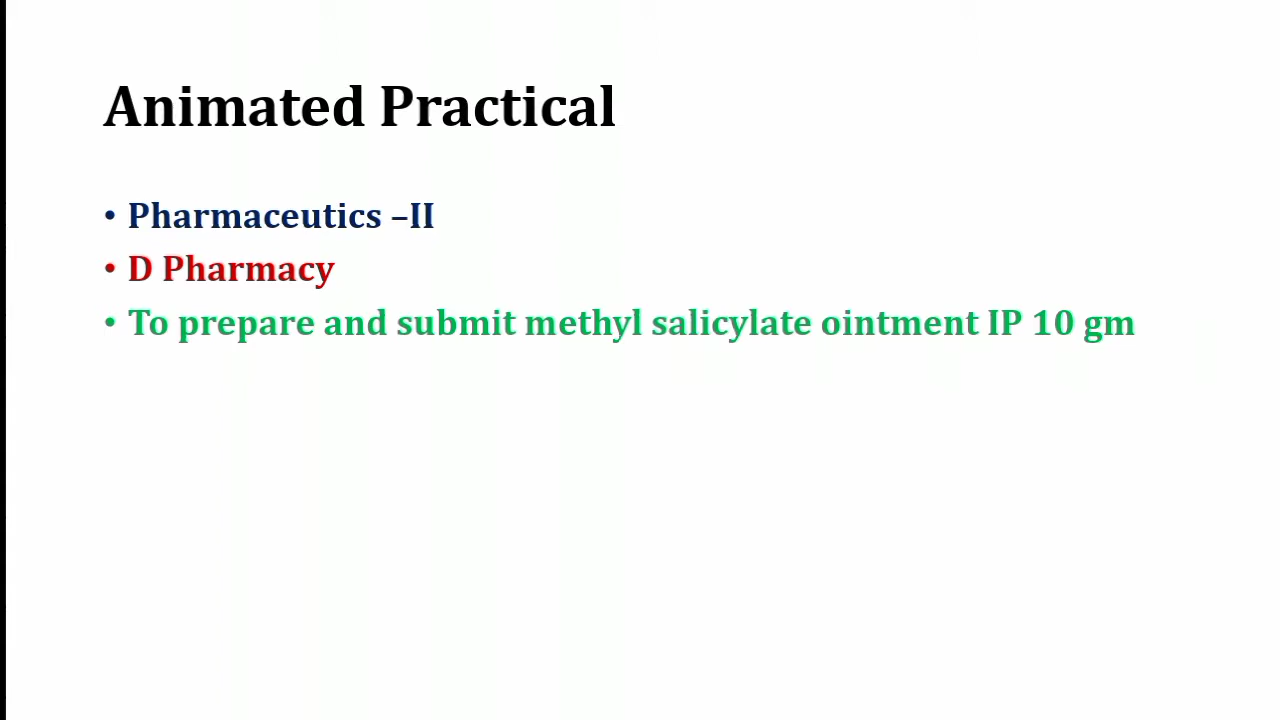 Animated Practical
• Pharmaceutics –II
• D Pharmacy
• To prepare and submit methyl salicylate ointment IP 10 gm